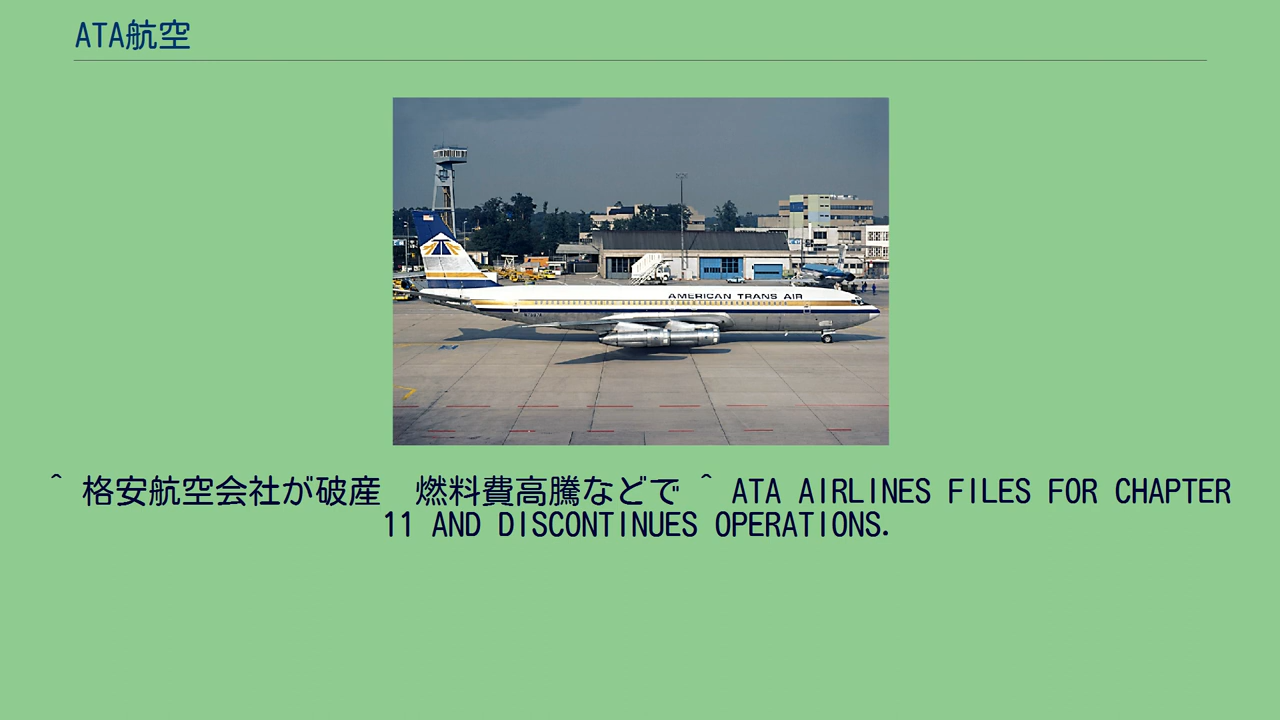 ATA航空
AMERICAN TRANS AIR
^ 格安航空会社が破産　燃料費高騰などで ^ ATA AIRLINES FILES FOR CHAPTER
11 AND DISCONTINUES OPERATIONS.